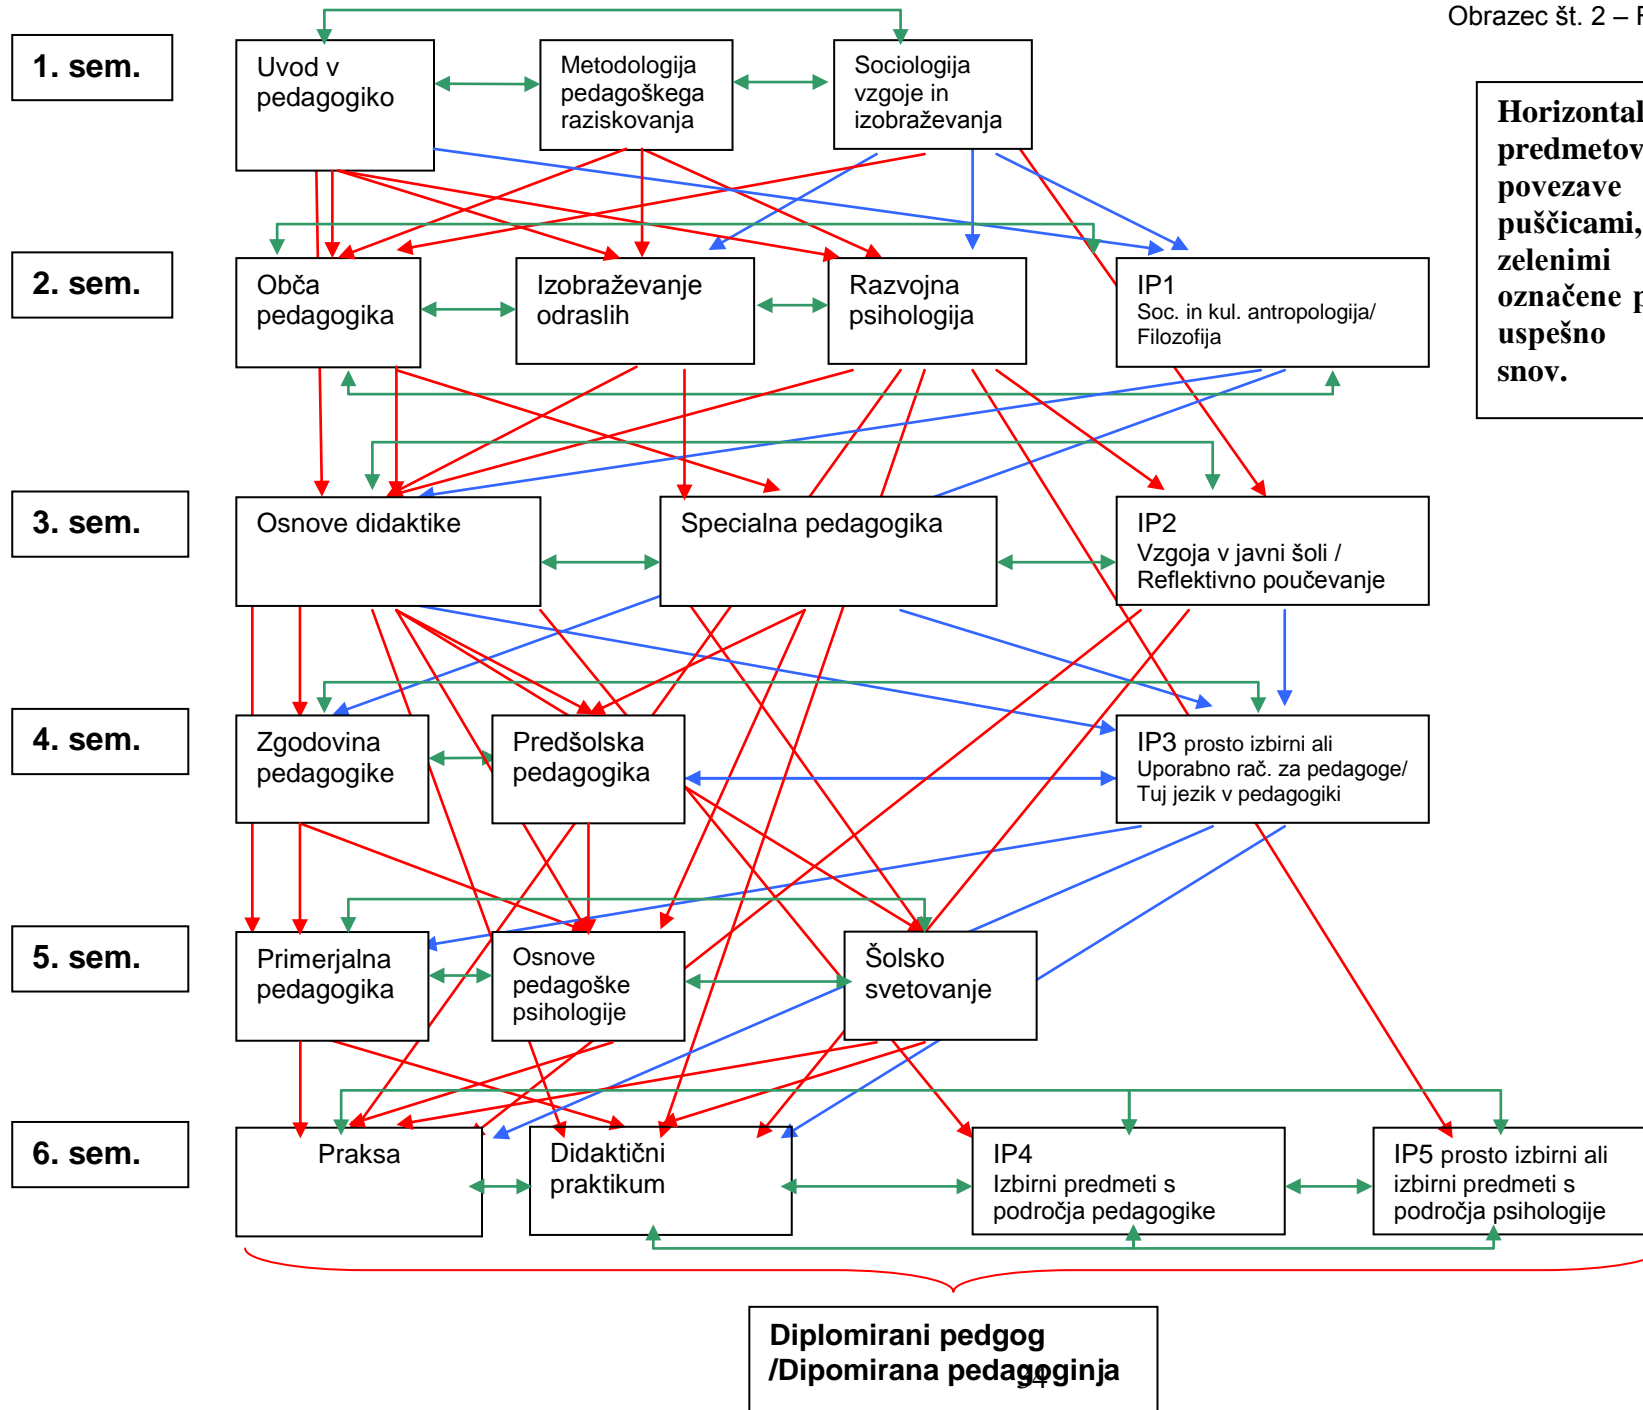 Obrazec št. 2 – F
1. sem.
Uvod v
pedagogiko
Metodologija
pedagoškega
raziskovanja
Sociologija
vzgoje in
izobraževanja
predmetov
povezave
puščicami,
zelenimi
označene p
uspešno
snov.
2. sem.
Obča
pedagogika
Izobraževanje
odraslih
Razvojna
psihologija
IP1
Soc. in kul. antropologija/
Filozofija
3. sem.
Osnove didaktike
Specialna pedagogika
IP2
Vzgoja v javni šoli /
Reflektivno poučevanje
4. sem.
Zgodovina
pedagogike
Predšolska
pedagogika
IP3 prosto izbirni ali
Uporabno rač. za pedagoge/
Tuj jezik v pedagogiki
5. sem.
Primerjalna
pedagogika
Osnove
pedagoške
psihologije
Šolsko
svetovanje
6. sem.
Praksa
Didaktični
praktikum
IP4
Izbirni predmeti s
področja pedagogike
IP5 prosto izbirni ali
izbirni predmeti s
področja psihologije
Diplomirani pedgog
/Dipomirana pedagoginja